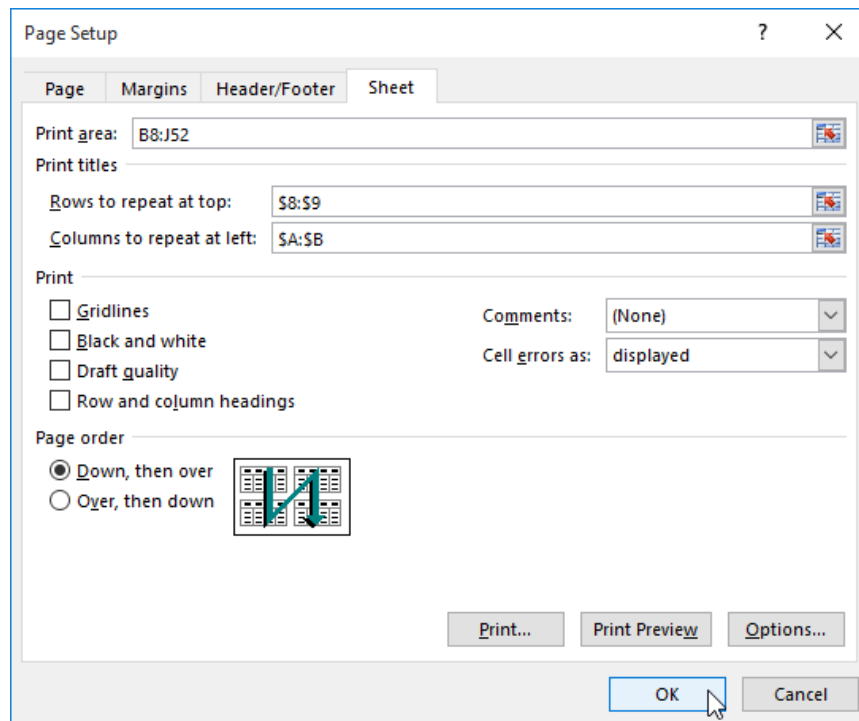 Page Setup ?
Page Margins Header/Footer Sheet
Print area: B8:J52
Print titles
Rows to repeat at top: $8:$9
Columns to repeat at left: $A:$B
Print
Gridlines Comments: (None)
Black and white Cell errors as: displayed
Draft quality
Row and column headings
Page order
Down, then over
Over, then down
Print... Print Preview Options...
OK Cancel